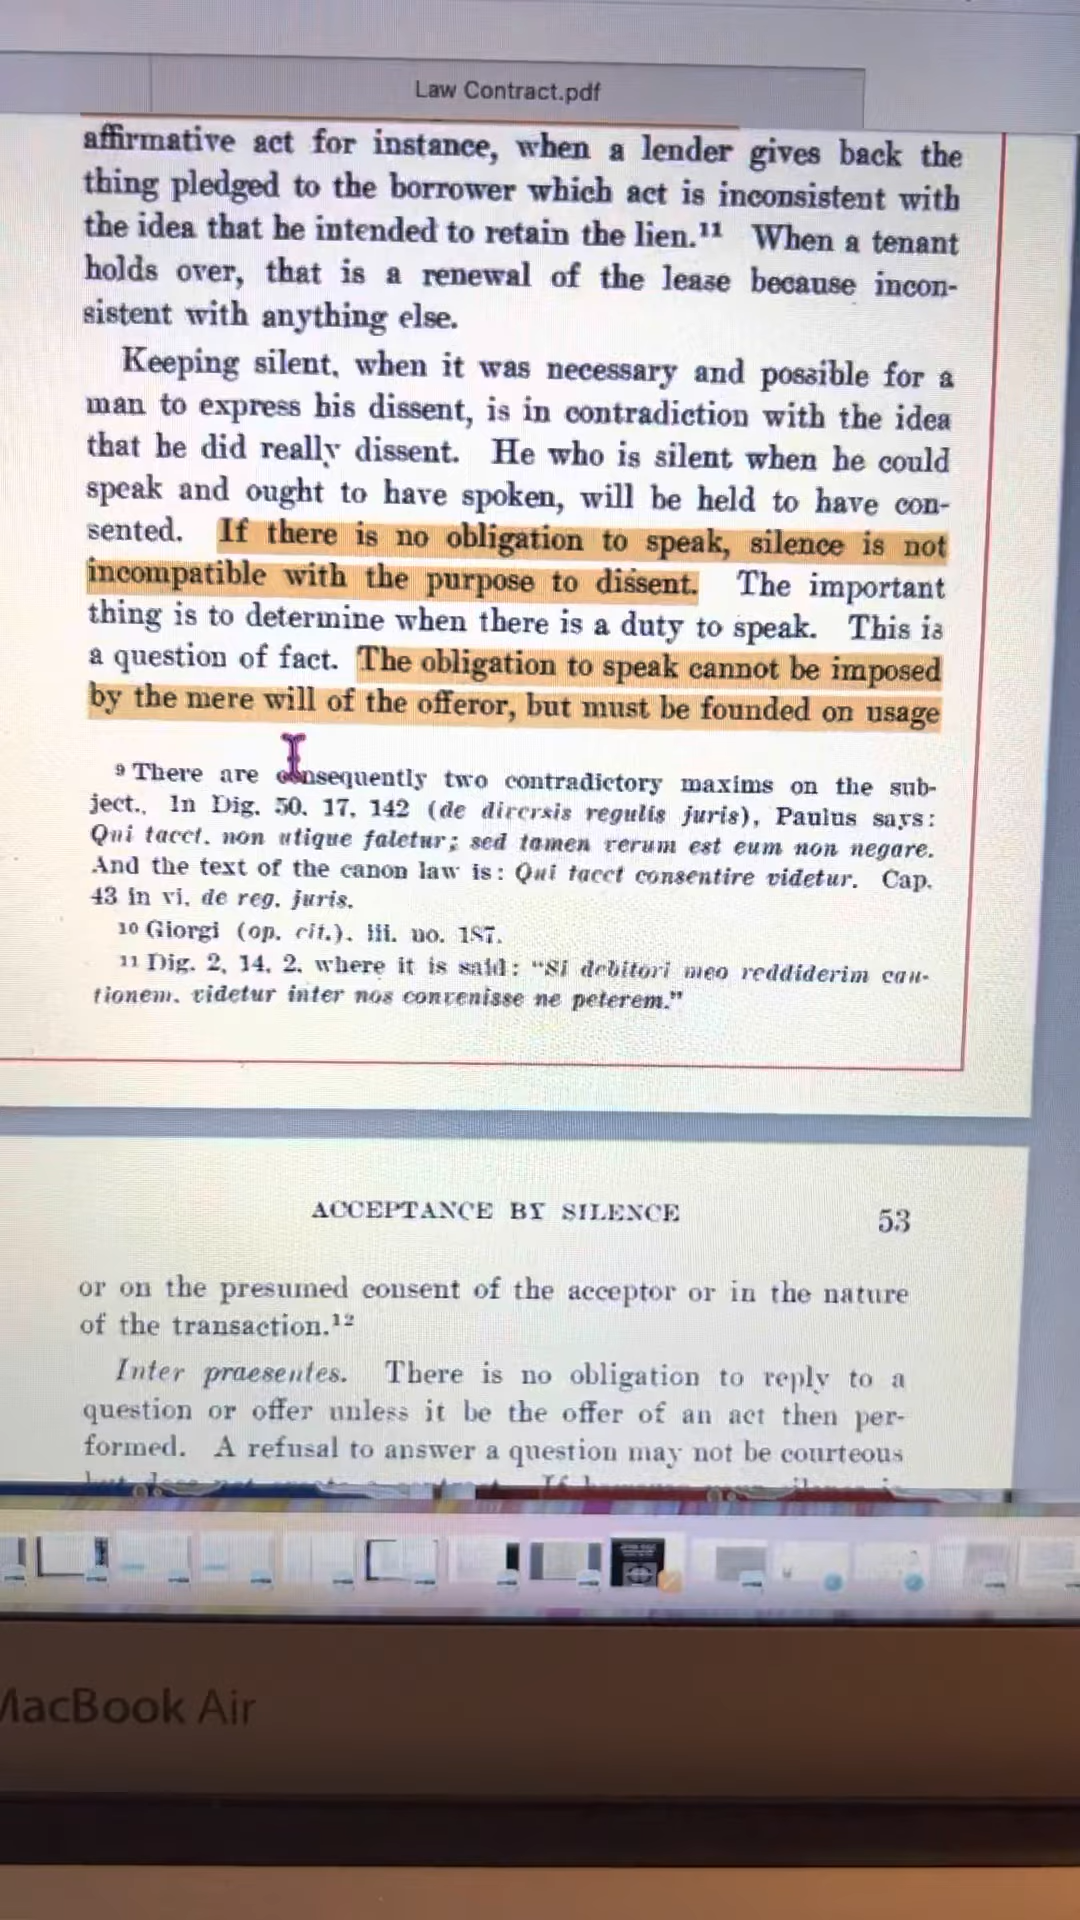 Law Contract.pdf
affirmative act for instance, when a lender gives back the
thing pledged to the borrower which act is inconsistent with
the idea that he intended to retain the lien.¹¹ When a tenant
holds over, that is a renewal of the lease because incon-
sistent with anything else.
Keeping silent, when it was necessary and possible for a
man to express his dissent, is in contradiction with the idea
that he did really dissent. He who is silent when he could
speak and ought to have spoken, will be held to have con-
sented. If there is no obligation to speak, silence is not
incompatible with the purpose to dissent. The important
thing is to determine when there is a duty to speak. This is
a question of fact. The obligation to speak cannot be imposed
by the mere will of the offeror, but must be founded on usage
⁹ There are consequently two contradictory maxims on the sub-
ject. In Dig. 50, 17, 142 (de diversis regulis juris), Paulus says:
Qui tacet, non utique fatetur; sed tamen verum est eum non negare.
And the text of the canon law is: Qui tacet consentire videtur. Cap.
43 in vi. de reg. juris.
¹⁰ Giorgi (op. cit.). iii. no. 187.
¹¹ Dig. 2, 14, 2, where it is said: "Si debitori meo reddiderim cau-
tionem, videtur inter nos convenisse ne peterem."
ACCEPTANCE BY SILENCE 53
or on the presumed consent of the acceptor or in the nature
of the transaction.¹²
Inter praesentes. There is no obligation to reply to a
question or offer unless it be the offer of an act then per-
formed. A refusal to answer a question may not be courteous
MacBook Air